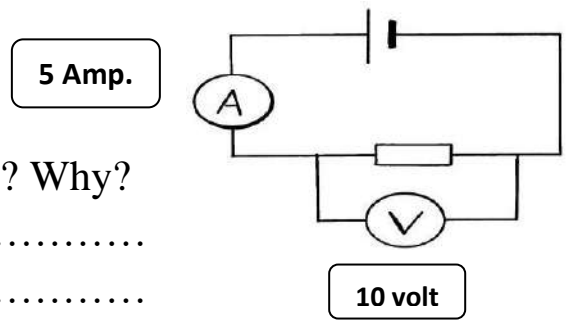 5 Amp.
A
? Why?
..........
V
..........
10 volt